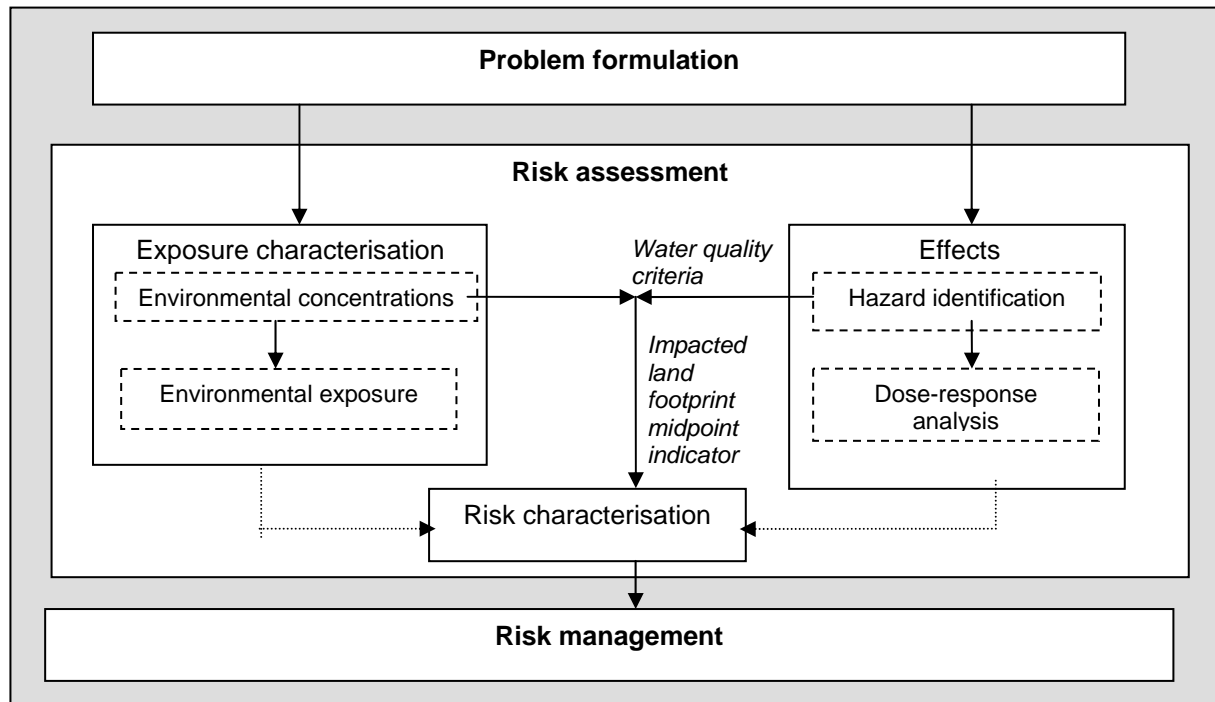 Problem formulation
Risk assessment
Exposure characterisation
Environmental concentrations
Environmental exposure
Water quality
criteria
Impacted
land
footprint
midpoint
indicator
Effects
Hazard identification
Dose-response
analysis
Risk characterisation
Risk management